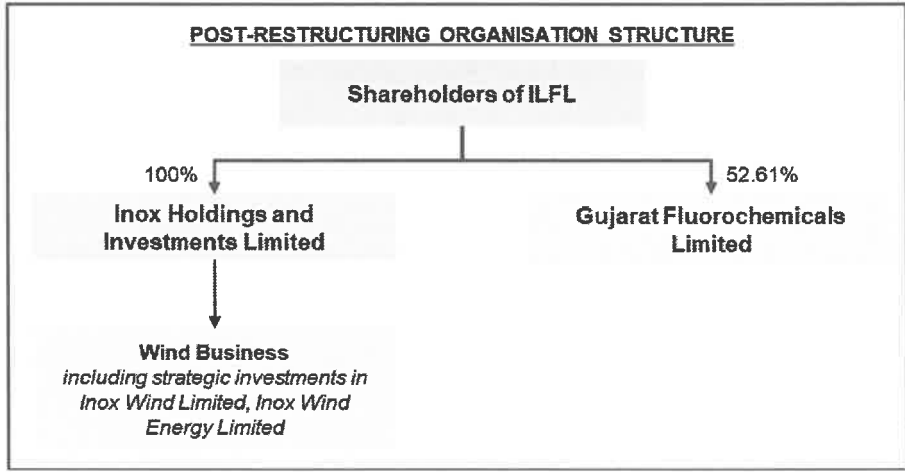 POST-RESTRUCTURING ORGANISATION STRUCTURE
Shareholders of ILFL
100%
52.61%
Inox Holdings and
Investments Limited
Gujarat Fluorochemicals
Limited
Wind Business
including strategic investments in
Inox Wind Limited, Inox Wind
Energy Limited